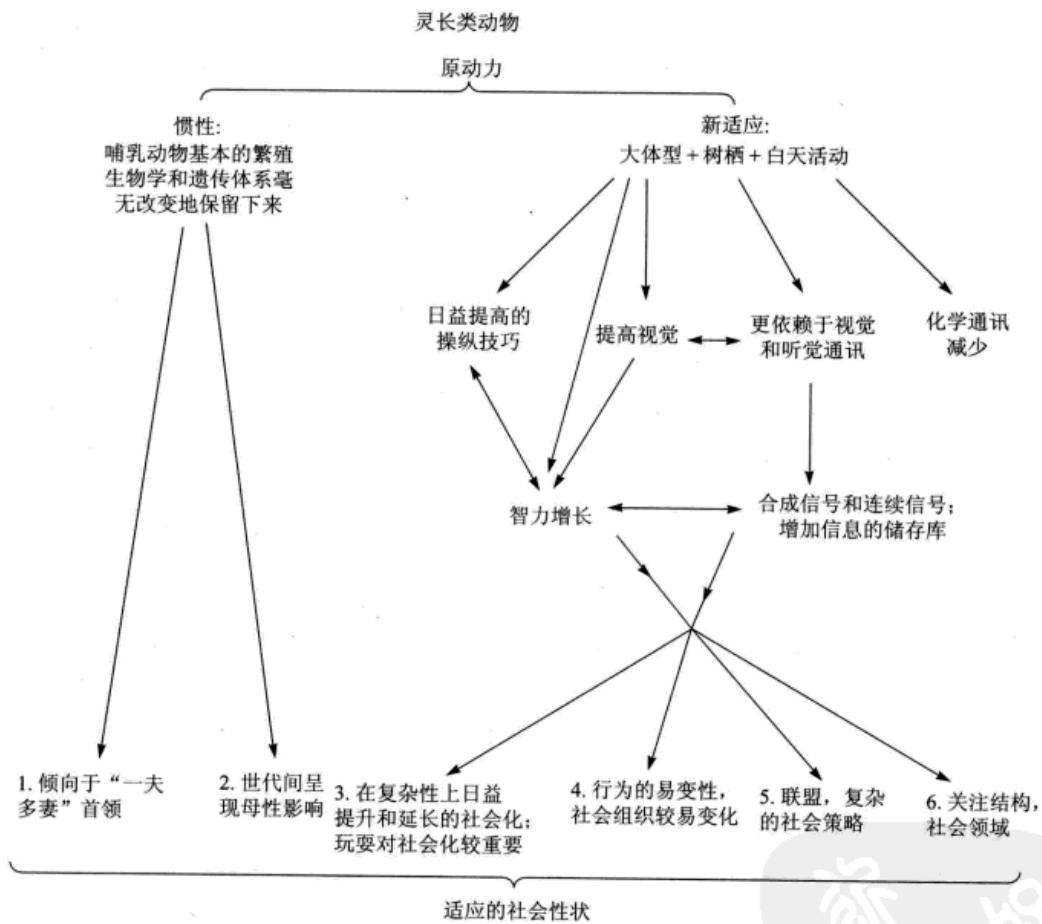 灵长类动物
原动力
惯性:
哺乳动物基本的繁殖
生物学和遗传体系毫
无改变地保留下来
新适应:
大体型+树栖+白天活动
日益提高的
操纵技巧
提高视觉
更依赖于视觉
和听觉通讯
化学通讯
减少
智力增长
合成信号和连续信号;
增加信息的储存库
1. 倾向于“一夫
多妻”首领
2. 世代间呈
现母性影响
3. 在复杂性上日益
提升和延长的社会化;
玩耍对社会化较重要
4. 行为的易变性,
社会组织较易变化
5. 联盟,复杂
的社会策略
6. 关注结构,
社会领域
适应的社会性状